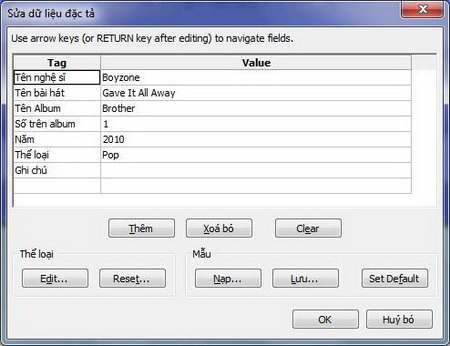 Sửa dữ liệu đặc tả
Use arrow keys (or RETURN key after editing) to navigate fields.
Tag Value
Tên nghệ sĩ Boyzone
Tên bài hát Gave It All Away
Tên Album Brother
Số trên album 1
Năm 2010
Thể loại Pop
Ghi chú
Thêm Xoá bỏ Clear
Thể loại Mẫu
Edit... Reset... Nạp... Lưu... Set Default
OK Huỷ bỏ